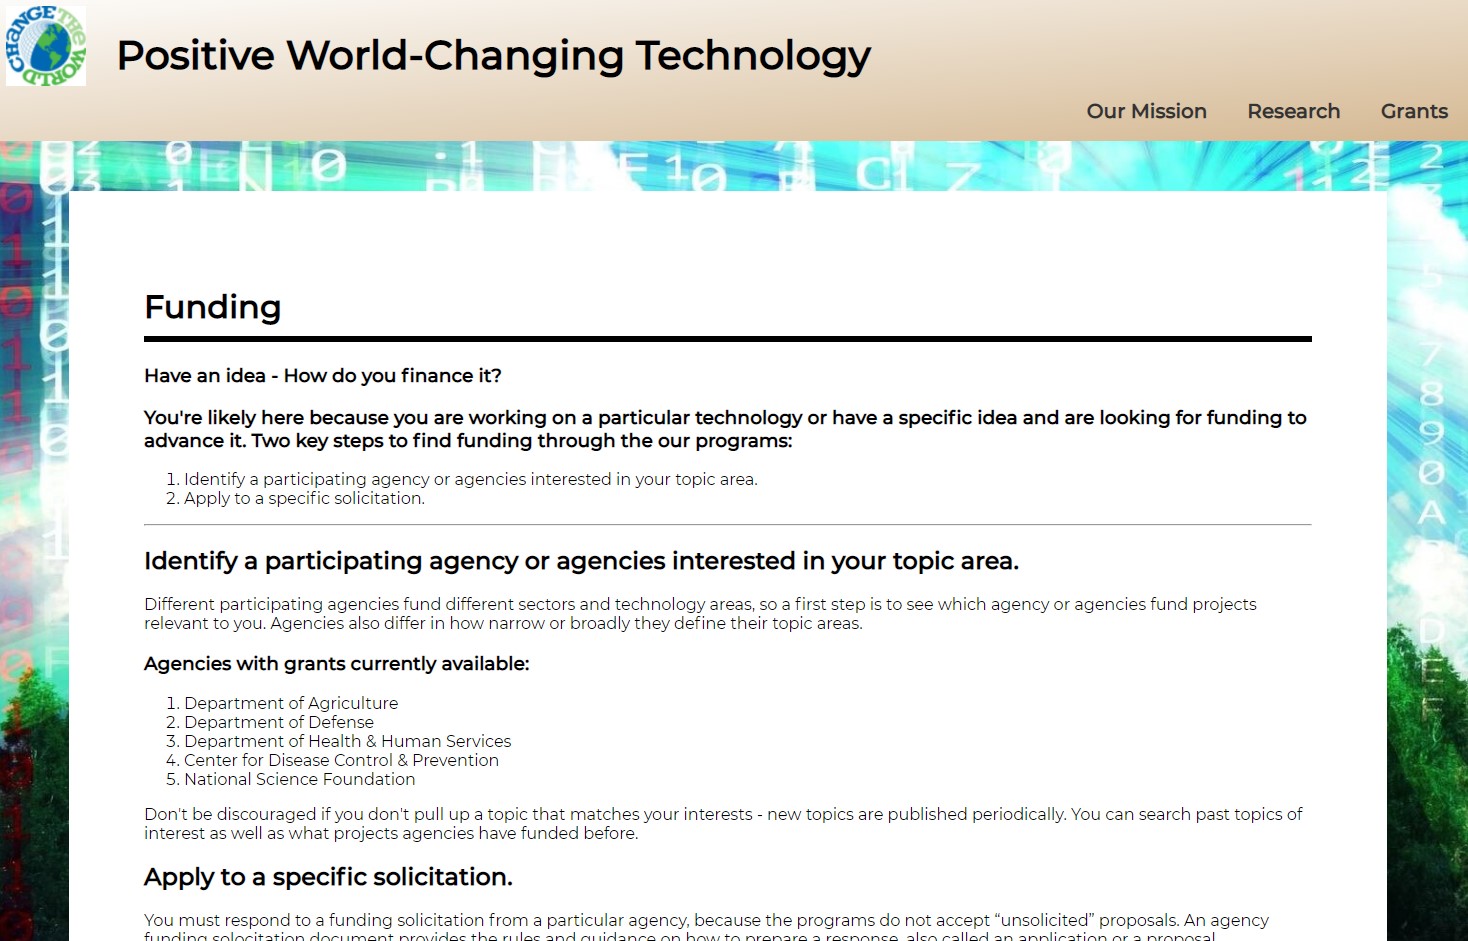 CHANGE THE WORLD
Positive World-Changing Technology
Our Mission Research Grants
Funding
Have an idea - How do you finance it?
You're likely here because you are working on a particular technology or have a specific idea and are looking for funding to
advance it. Two key steps to find funding through the our programs:
1. Identify a participating agency or agencies interested in your topic area.
2. Apply to a specific solicitation.
Identify a participating agency or agencies interested in your topic area.
Different participating agencies fund different sectors and technology areas, so a first step is to see which agency or agencies fund projects
relevant to you. Agencies also differ in how narrow or broadly they define their topic areas.
Agencies with grants currently available:
1. Department of Agriculture
2. Department of Defense
3. Department of Health & Human Services
4. Center for Disease Control & Prevention
5. National Science Foundation
Don't be discouraged if you don't pull up a topic that matches your interests - new topics are published periodically. You can search past topics of
interest as well as what projects agencies have funded before.
Apply to a specific solicitation.
You must respond to a funding solicitation from a particular agency, because the programs do not accept “unsolicited” proposals. An agency
funding solocitation document provides the rules and guidance on how to prepare a response, also called an application or a proposal.